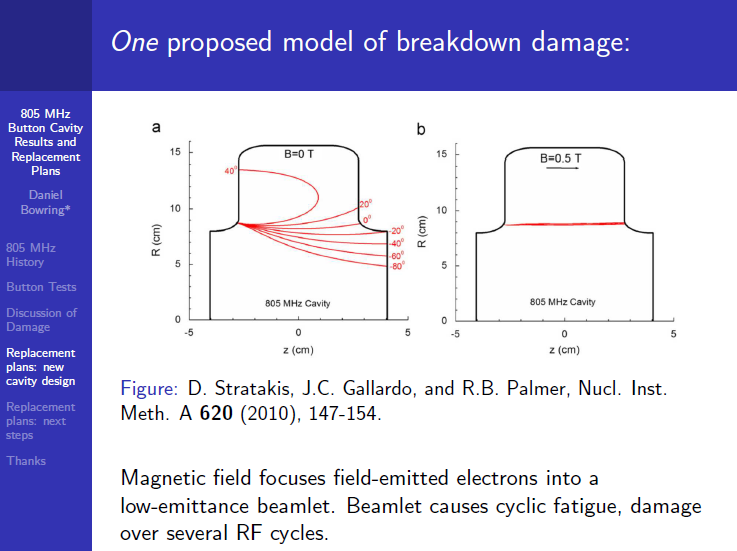 One proposed model of breakdown damage:
805 MHz
Button Cavity
Results and
Replacement
Plans
Daniel
Bowring*
805 MHz
History
Button Tests
Discussion of
Damage
Replacement
plans: new
cavity design
Replacement
plans: next
steps
Thanks
a
B=0 T
15
10
5
0
-5
0
5
R (cm)
z (cm)
40°
20°
0°
-20°
-40°
-60°
-80°
805 MHz Cavity
b
B=0.5 T
15
10
5
0
-5
0
5
R (cm)
z (cm)
805 MHz Cavity
Figure: D. Stratakis, J.C. Gallardo, and R.B. Palmer, Nucl. Inst.
Meth. A 620 (2010), 147-154.
Magnetic field focuses field-emitted electrons into a
low-emittance beamlet. Beamlet causes cyclic fatigue, damage
over several RF cycles.